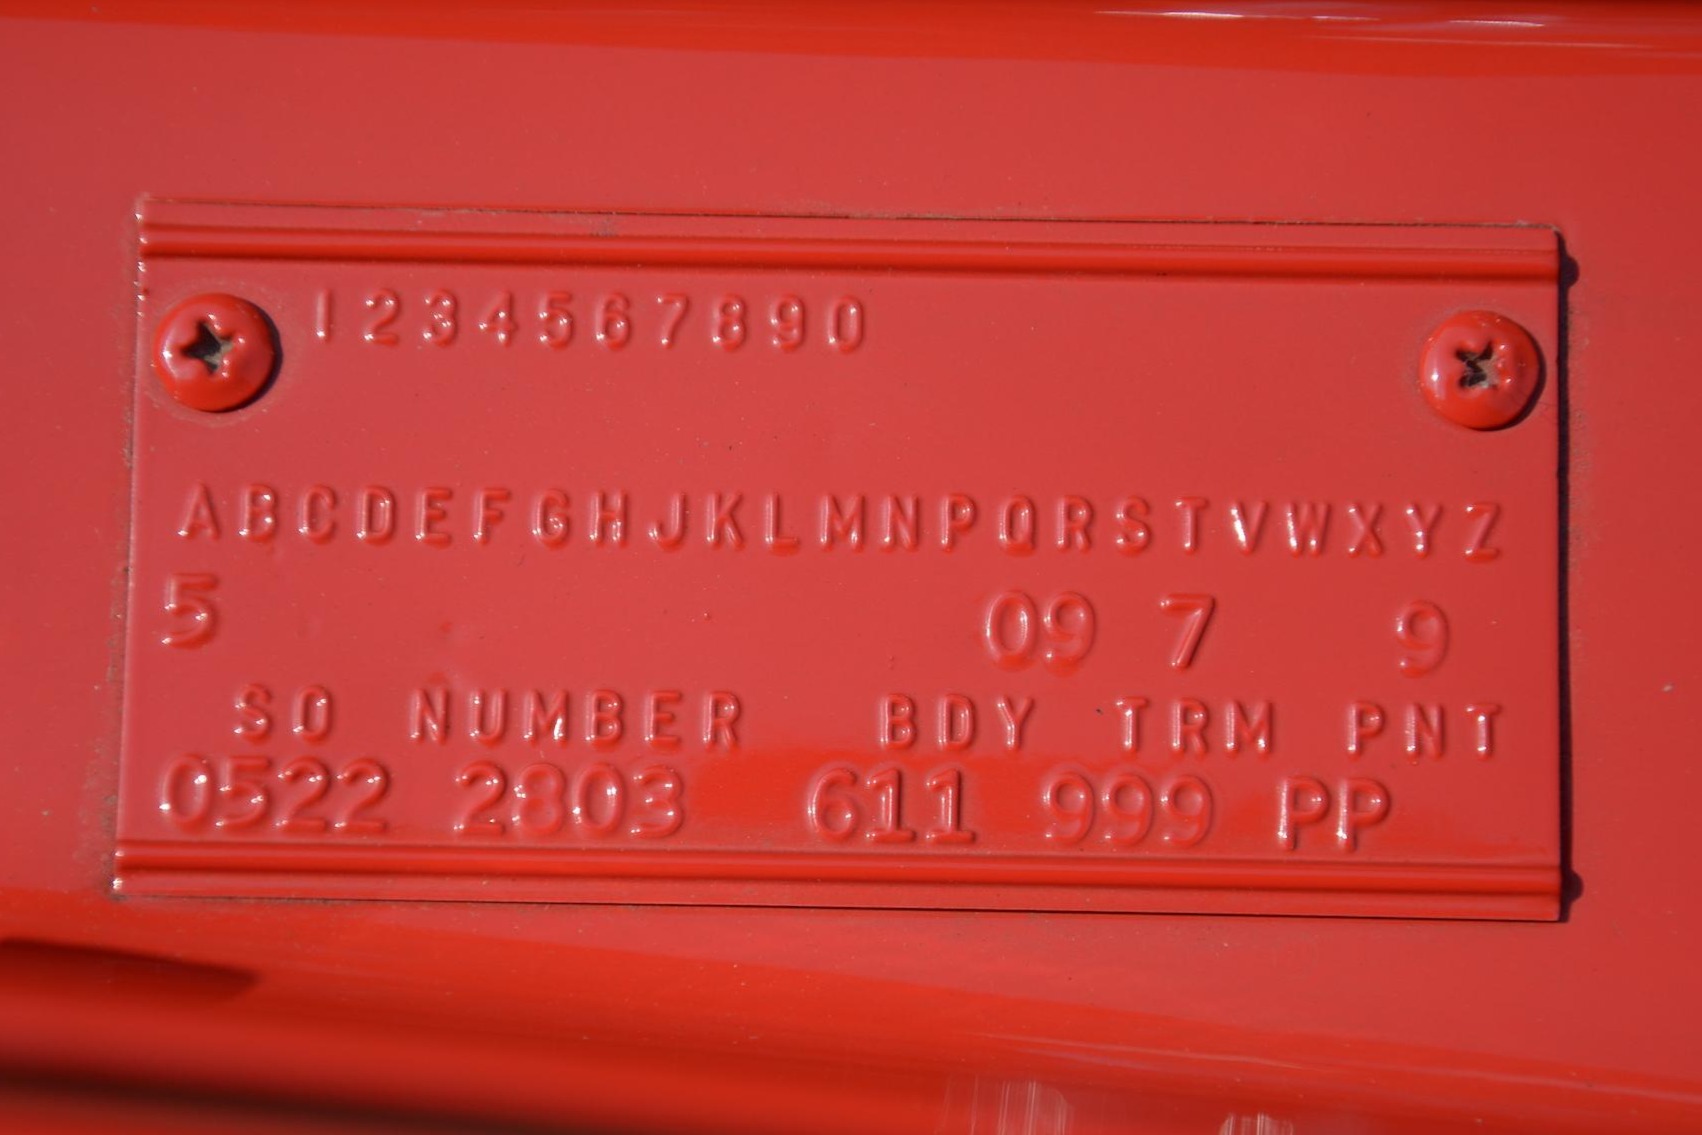 1234567890
ABCDEFGHJKLMNPQRSTVWXYZ
5 09 7 9
SO NUMBER BDY TRM PNT
0522 2803 611 999 PP